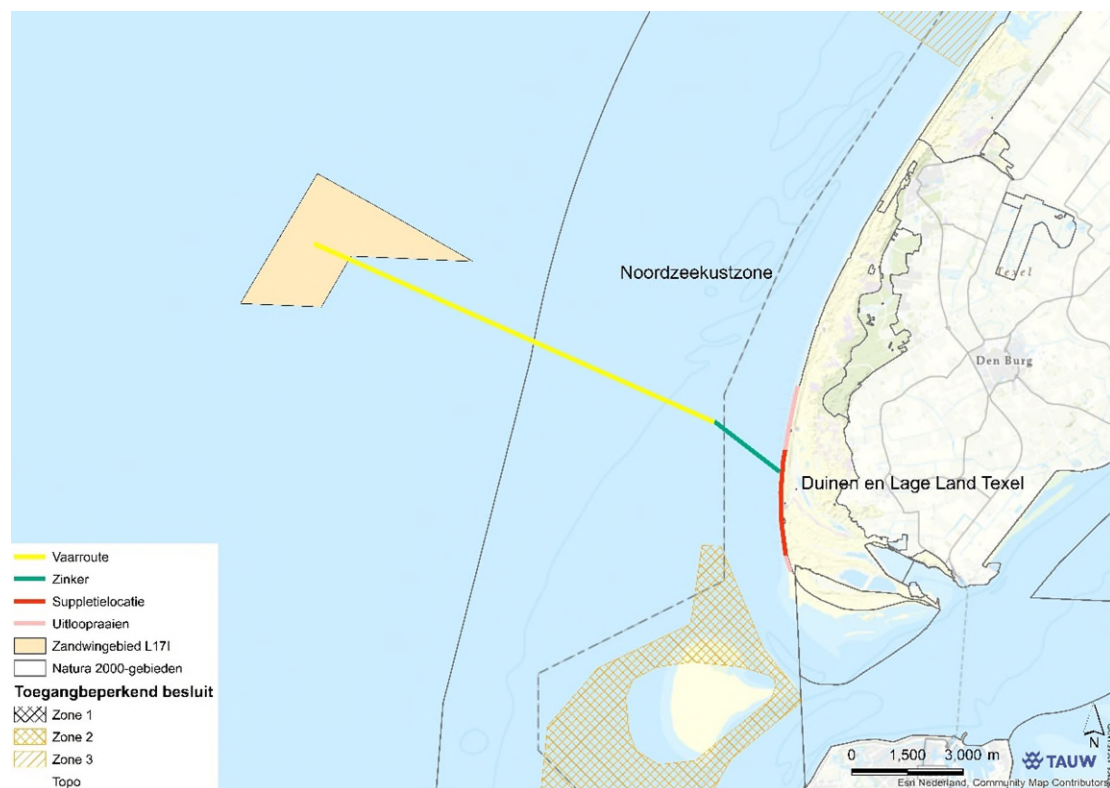 Noordzeekustzone
Texel
Den Burg
Duinen en Lage Land Texel
Vaarroute
Zinker
Suppletielocatie
Uitloopraaien
Zandwingebied L17I
Natura 2000-gebieden
Toegangbeperkend besluit
Zone 1
Zone 2
Zone 3
Topo
N
0 1,500 3,000 m
TAUW
Esri Nederland, Community Map Contributors